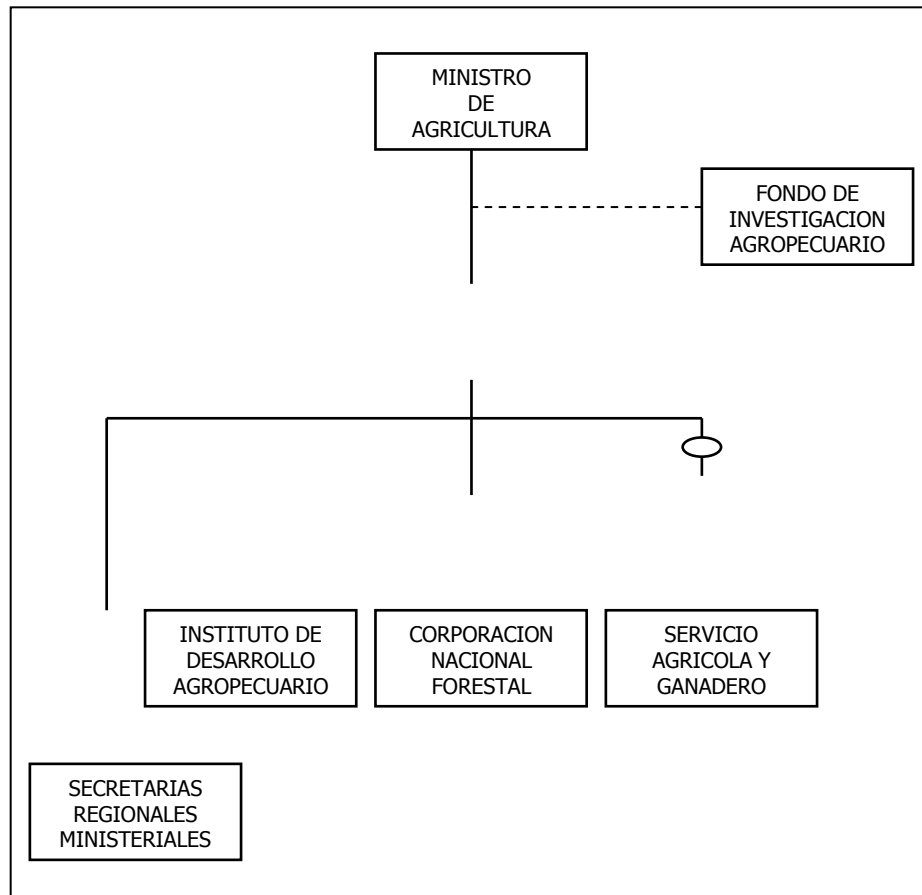 MINISTRO
DE
AGRICULTURA
FONDO DE
INVESTIGACION
AGROPECUARIO
INSTITUTO DE
DESARROLLO
AGROPECUARIO
CORPORACION
NACIONAL
FORESTAL
SERVICIO
AGRICOLA Y
GANADERO
SECRETARIAS
REGIONALES
MINISTERIALES